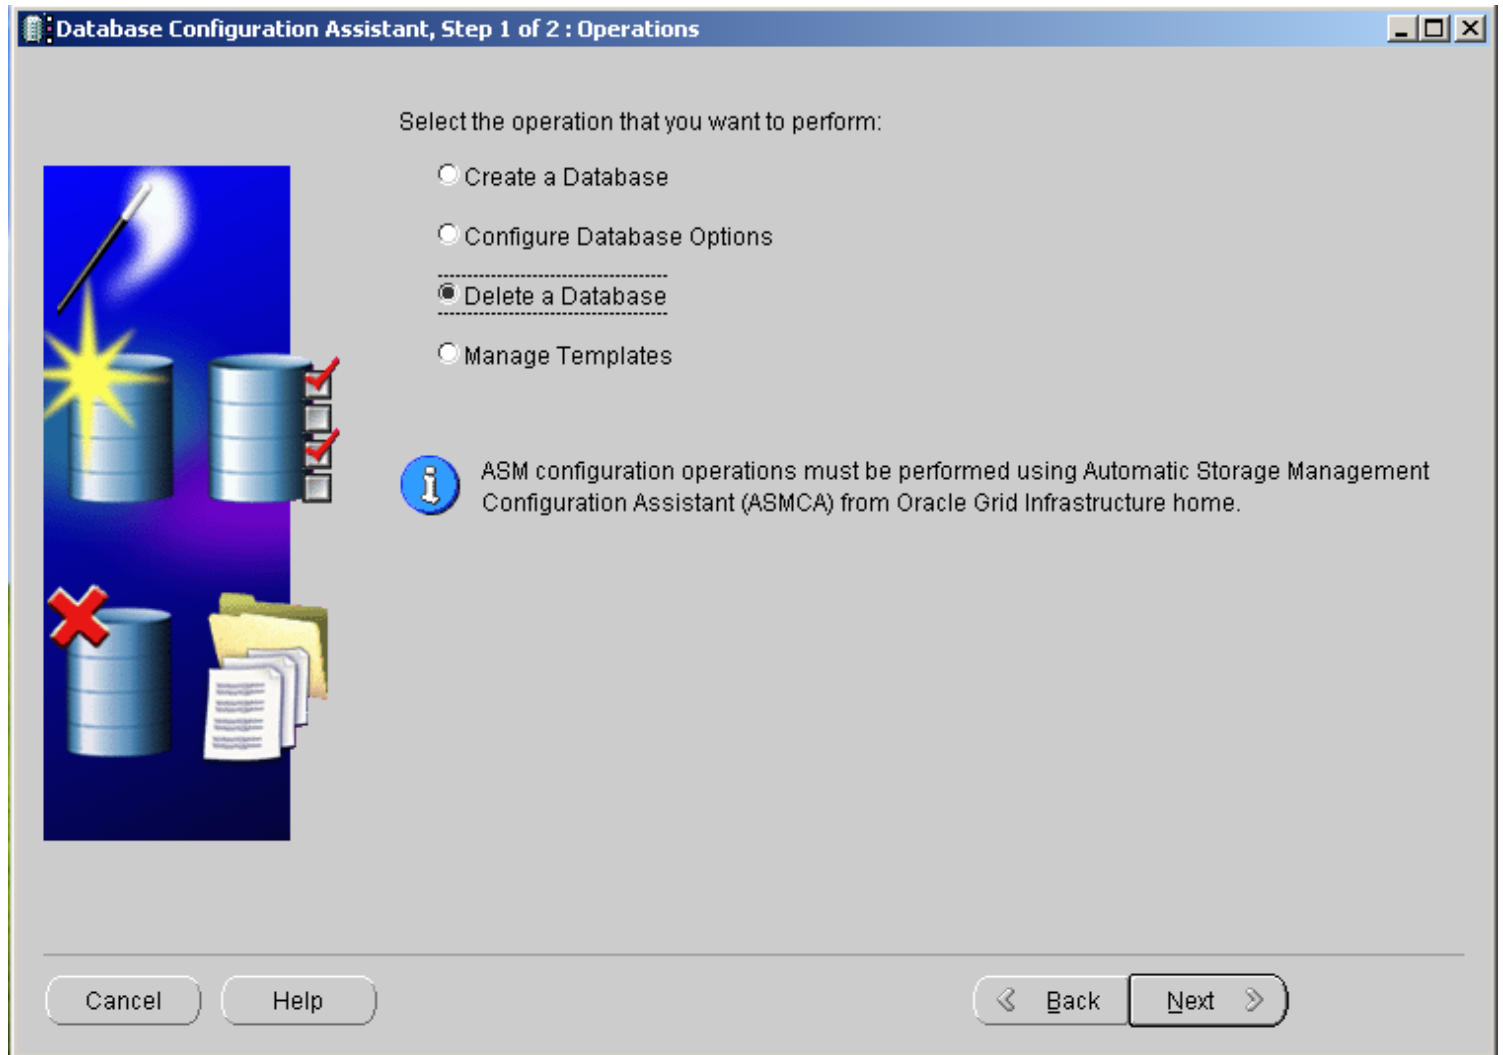 Database Configuration Assistant, Step 1 of 2 : Operations
Select the operation that you want to perform:
Create a Database
Configure Database Options
Delete a Database
Manage Templates
ASM configuration operations must be performed using Automatic Storage Management
Configuration Assistant (ASMCA) from Oracle Grid Infrastructure home.
Cancel
Help
Back
Next